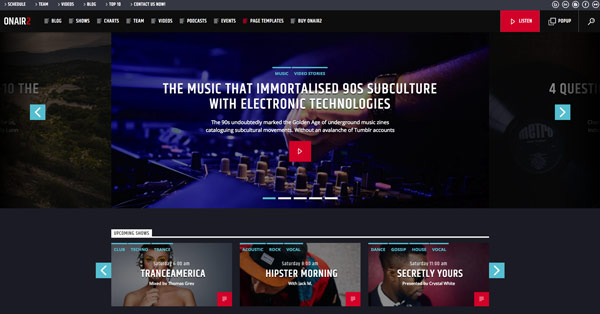 SCHEDULE TEAM VIDEOS BLOG TOP 10 CONTACT US NOW!
ONAIR2 BLOG SHOWS CHARTS TEAM VIDEOS PODCASTS EVENTS PAGE TEMPLATES BUY ONAIR2 LISTEN POPUP
MUSIC VIDEO STORIES
O THE
THE MUSIC THAT IMMORTALISED 90S SUBCULTURE
4 QUESTI
WITH ELECTRONIC TECHNOLOGIES
The 90s undoubtedly marked the Golden Age of underground music zines
cataloguing subcultural movements. Without an avalanche of Tumblr accounts
UPCOMING SHOWS
CLUB TECHNO TRANCE
ACOUSTIC ROCK VOCAL
DANCE GOSSIP HOUSE VOCAL
Saturday 6:00 am
Saturday 8:00 am
Saturday 11:00 am
TRANCEAMERICA
HIPSTER MORNING
SECRETLY YOURS
Mixed by Thomas Grey
With Jack M.
Presented by Crystal White